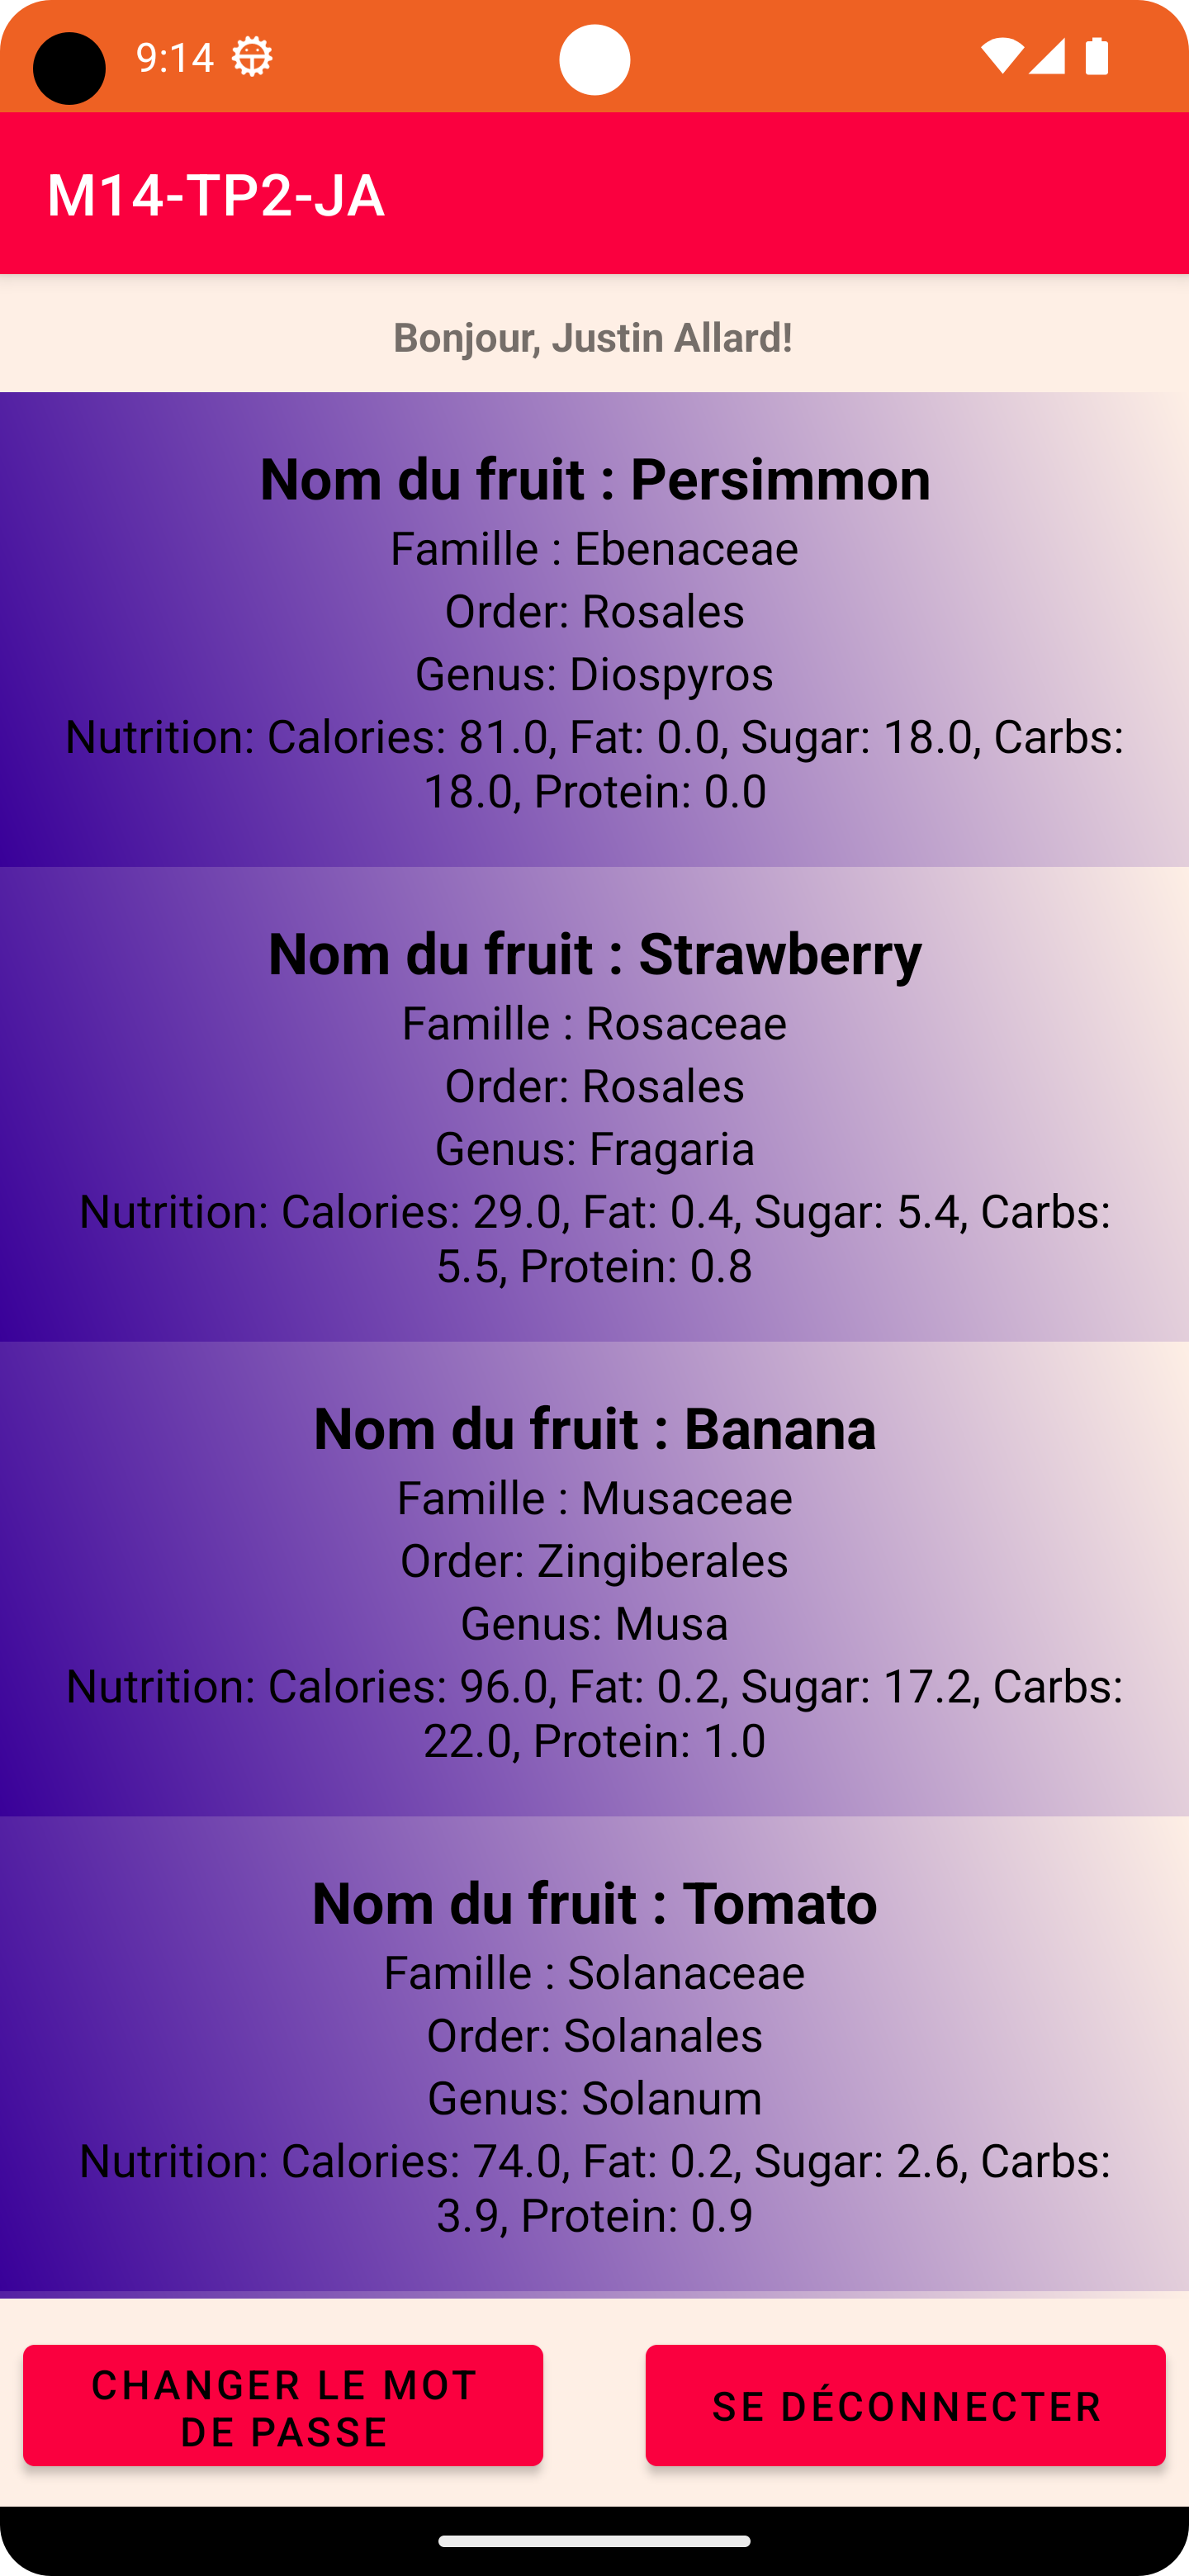 9:14
M14-TP2-JA
Bonjour, Justin Allard!
Nom du fruit : Persimmon
Famille : Ebenaceae
Order: Rosales
Genus: Diospyros
Nutrition: Calories: 81.0, Fat: 0.0, Sugar: 18.0, Carbs:
18.0, Protein: 0.0
Nom du fruit : Strawberry
Famille : Rosaceae
Order: Rosales
Genus: Fragaria
Nutrition: Calories: 29.0, Fat: 0.4, Sugar: 5.4, Carbs:
5.5, Protein: 0.8
Nom du fruit : Banana
Famille : Musaceae
Order: Zingiberales
Genus: Musa
Nutrition: Calories: 96.0, Fat: 0.2, Sugar: 17.2, Carbs:
22.0, Protein: 1.0
Nom du fruit : Tomato
Famille : Solanaceae
Order: Solanales
Genus: Solanum
Nutrition: Calories: 74.0, Fat: 0.2, Sugar: 2.6, Carbs:
3.9, Protein: 0.9
CHANGER LE MOT
DE PASSE
SE DÉCONNECTER